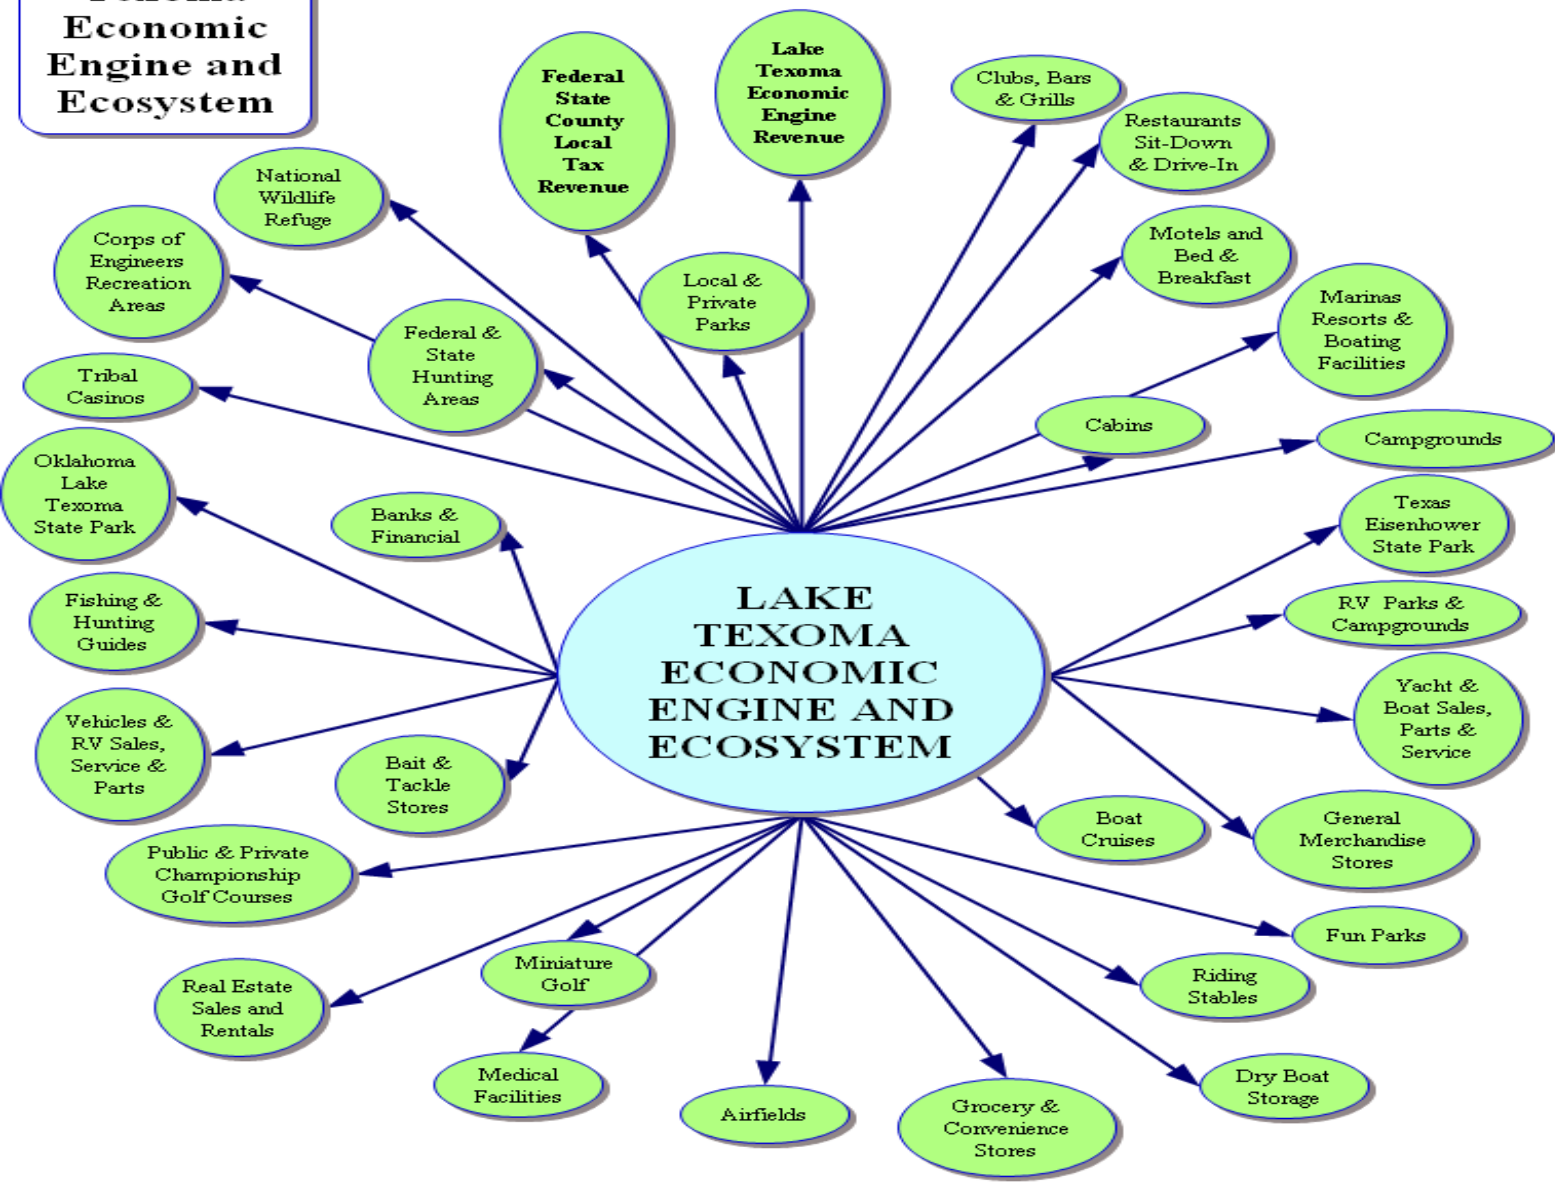 Economic
Engine and
Ecosystem
Federal
State
County
Local
Tax
Revenue
Lake
Texoma
Economic
Engine
Revenue
Clubs, Bars
& Grills
Restaurants
Sit-Down
& Drive-In
National
Wildlife
Refuge
Corps of
Engineers
Recreation
Areas
Local &
Private
Parks
Motels and
Bed &
Breakfast
Marinas
Resorts &
Boating
Facilities
Federal &
State
Hunting
Areas
Tribal
Casinos
Cabins
Campgrounds
Oklahoma
Lake
Texoma
State Park
Banks &
Financial
Texas
Eisenhower
State Park
Fishing &
Hunting
Guides
LAKE
TEXOMA
ECONOMIC
ENGINE AND
ECOSYSTEM
RV Parks &
Campgrounds
Vehicles &
RV Sales,
Service &
Parts
Bait &
Tackle
Stores
Yacht &
Boat Sales,
Parts &
Service
Boat
Cruises
General
Merchandise
Stores
Public & Private
Championship
Golf Courses
Fun Parks
Miniature
Golf
Riding
Stables
Real Estate
Sales and
Rentals
Medical
Facilities
Airfields
Grocery &
Convenience
Stores
Dry Boat
Storage